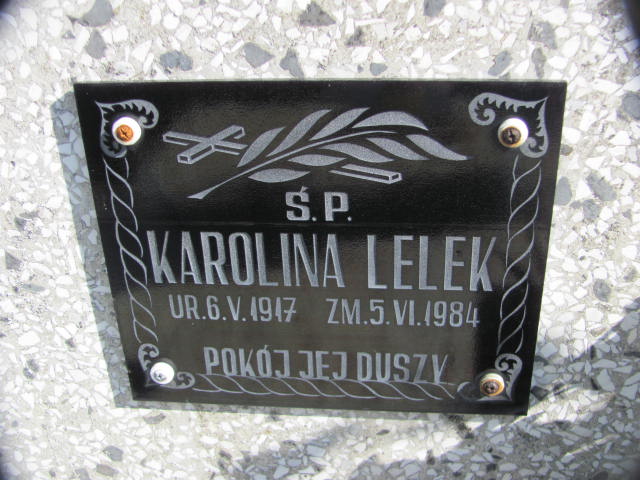 Ś.P.
KAROLINA LELEK
UR.6.V.1917 ZM.5.VI.1984
POKÓJ JEJ DUSZY